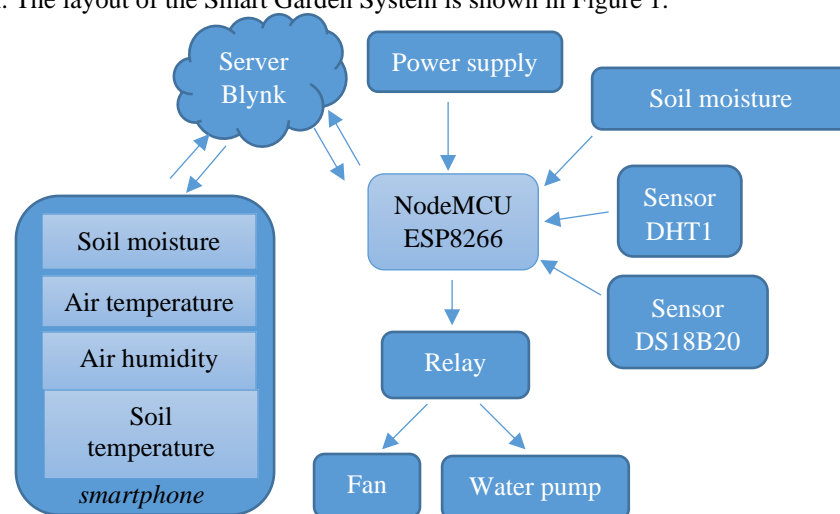 . The layout of the Smart Garden System is shown in Figure 1.
Server
Blynk
Power supply
Soil moisture
NodeMCU
ESP8266
Sensor
DHT1
Sensor
DS18B20
Soil moisture
Air temperature
Air humidity
Soil
temperature
smartphone
Relay
Fan
Water pump